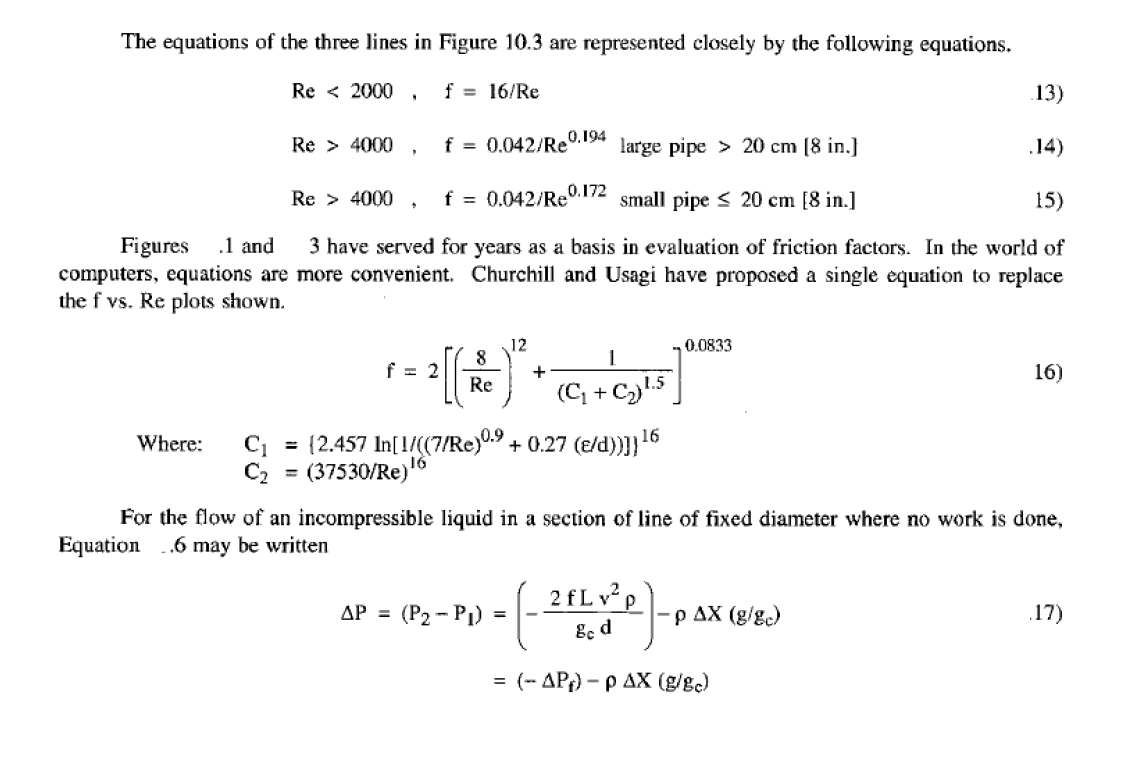 The equations of the three lines in Figure 10.3 are represented closely by the following equations.
Re < 2000 , f = 16/Re .13)
Re > 4000 , f = 0.042/Re^0.194 large pipe > 20 cm [8 in.] .14)
Re > 4000 , f = 0.042/Re^0.172 small pipe ≤ 20 cm [8 in.] 15)
Figures .1 and 3 have served for years as a basis in evaluation of friction factors. In the world of
computers, equations are more convenient. Churchill and Usagi have proposed a single equation to replace
the f vs. Re plots shown.
f = 2 [ ( 8 / Re )^12 + 1 / (C₁ + C₂)^1.5 ]^0.0833 16)
Where: C₁ = {2.457 ln[1/((7/Re)^0.9 + 0.27 (ε/d))]}^16
C₂ = (37530/Re)^16
For the flow of an incompressible liquid in a section of line of fixed diameter where no work is done,
Equation ..6 may be written
ΔP = (P₂ – P₁) = ( – 2 f L v² ρ / g_c d ) – ρ ΔX (g/g_c) .17)
= (– ΔP_f) – ρ ΔX (g/g_c)